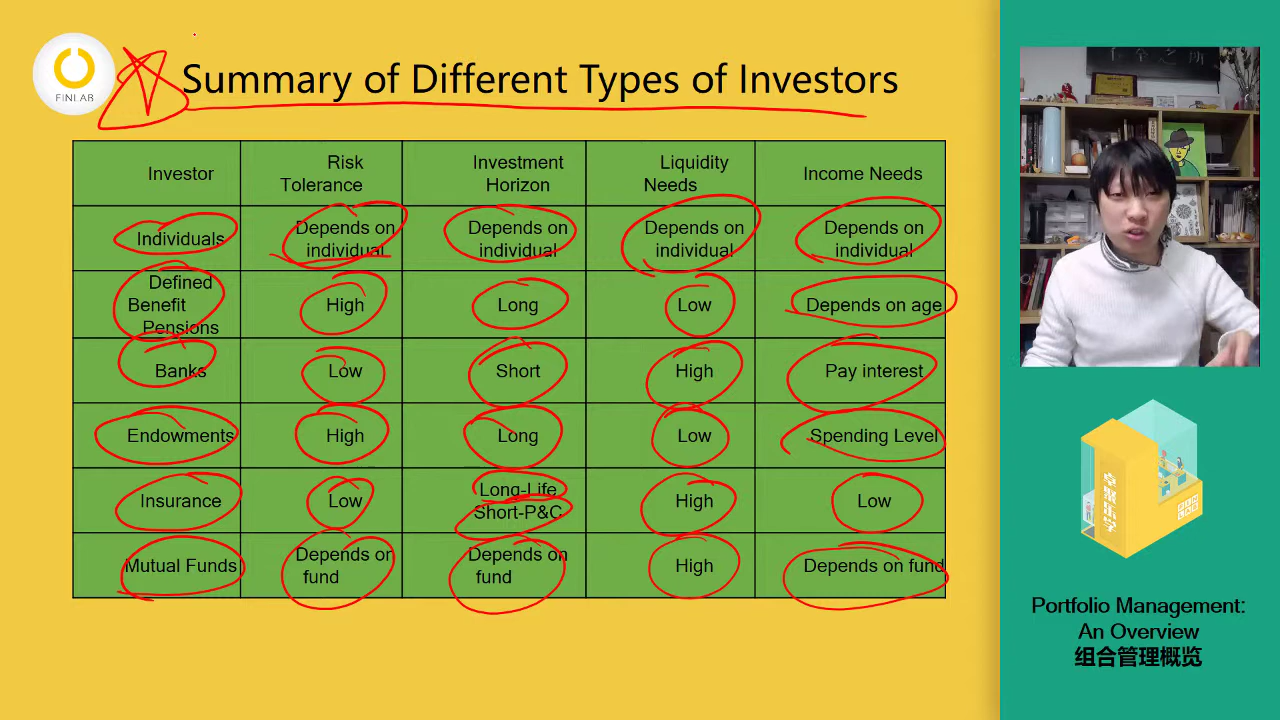 FINLAB
Summary of Different Types of Investors
Investor
Risk
Tolerance
Investment
Horizon
Liquidity
Needs
Income Needs
Individuals
Depends on
individual
Depends on
individual
Depends on
individual
Depends on
individual
Defined
Benefit
Pensions
High
Long
Low
Depends on age
Banks
Low
Short
High
Pay interest
Endowments
High
Long
Low
Spending Level
Insurance
Low
Long-Life
Short-P&C
High
Low
Mutual Funds
Depends on
fund
Depends on
fund
High
Depends on fund
Portfolio Management:
An Overview
组合管理概览